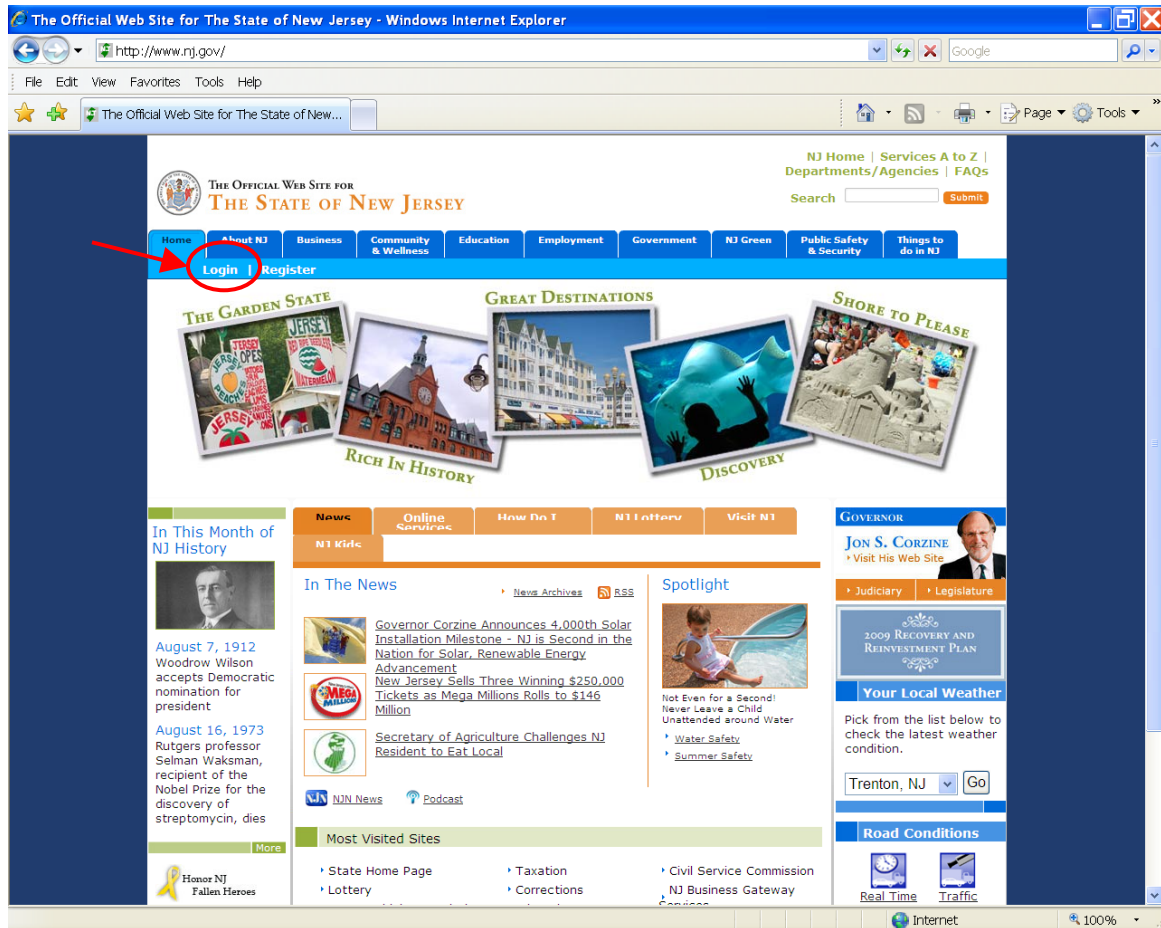 The Official Web Site for The State of New Jersey - Windows Internet Explorer
http://www.nj.gov/
Google
File Edit View Favorites Tools Help
The Official Web Site for The State of New...
Page Tools
NJ Home | Services A to Z |
Departments/Agencies | FAQs
Search Submit
THE OFFICIAL WEB SITE FOR
THE STATE OF NEW JERSEY
Home About NJ Business Community & Wellness Education Employment Government NJ Green Public Safety & Security Things to do in NJ
Login | Register
THE GARDEN STATE
GREAT DESTINATIONS
SHORE TO PLEASE
JERSEY
RED RIPE SEEDLESS
WATERMELON
JERSEY
PEACHES
PLUMS
JERSEY
RICH IN HISTORY
DISCOVERY
In This Month of
NJ History
August 7, 1912
Woodrow Wilson
accepts Democratic
nomination for
president
August 16, 1973
Rutgers professor
Selman Waksman,
recipient of the
Nobel Prize for the
discovery of
streptomycin, dies
More
Honor NJ
Fallen Heroes
News Online Services How Do I NJ Lottery Visit NJ
NJ Kids
In The News
News Archives RSS
Governor Corzine Announces 4,000th Solar
Installation Milestone - NJ is Second in the
Nation for Solar, Renewable Energy
Advancement
MEGA
MILLIONS
New Jersey Sells Three Winning $250,000
Tickets as Mega Millions Rolls to $146
Million
Secretary of Agriculture Challenges NJ
Resident to Eat Local
NJN NJN News Podcast
Spotlight
Not Even for a Second!
Never Leave a Child
Unattended around Water
Water Safety
Summer Safety
Most Visited Sites
State Home Page Taxation Civil Service Commission
Lottery Corrections NJ Business Gateway
Services
GOVERNOR
JON S. CORZINE
Visit His Web Site
Judiciary Legislature
2009 RECOVERY AND
REINVESTMENT PLAN
Your Local Weather
Pick from the list below to
check the latest weather
condition.
Trenton, NJ Go
Road Conditions
Real Time Traffic
Internet 100%